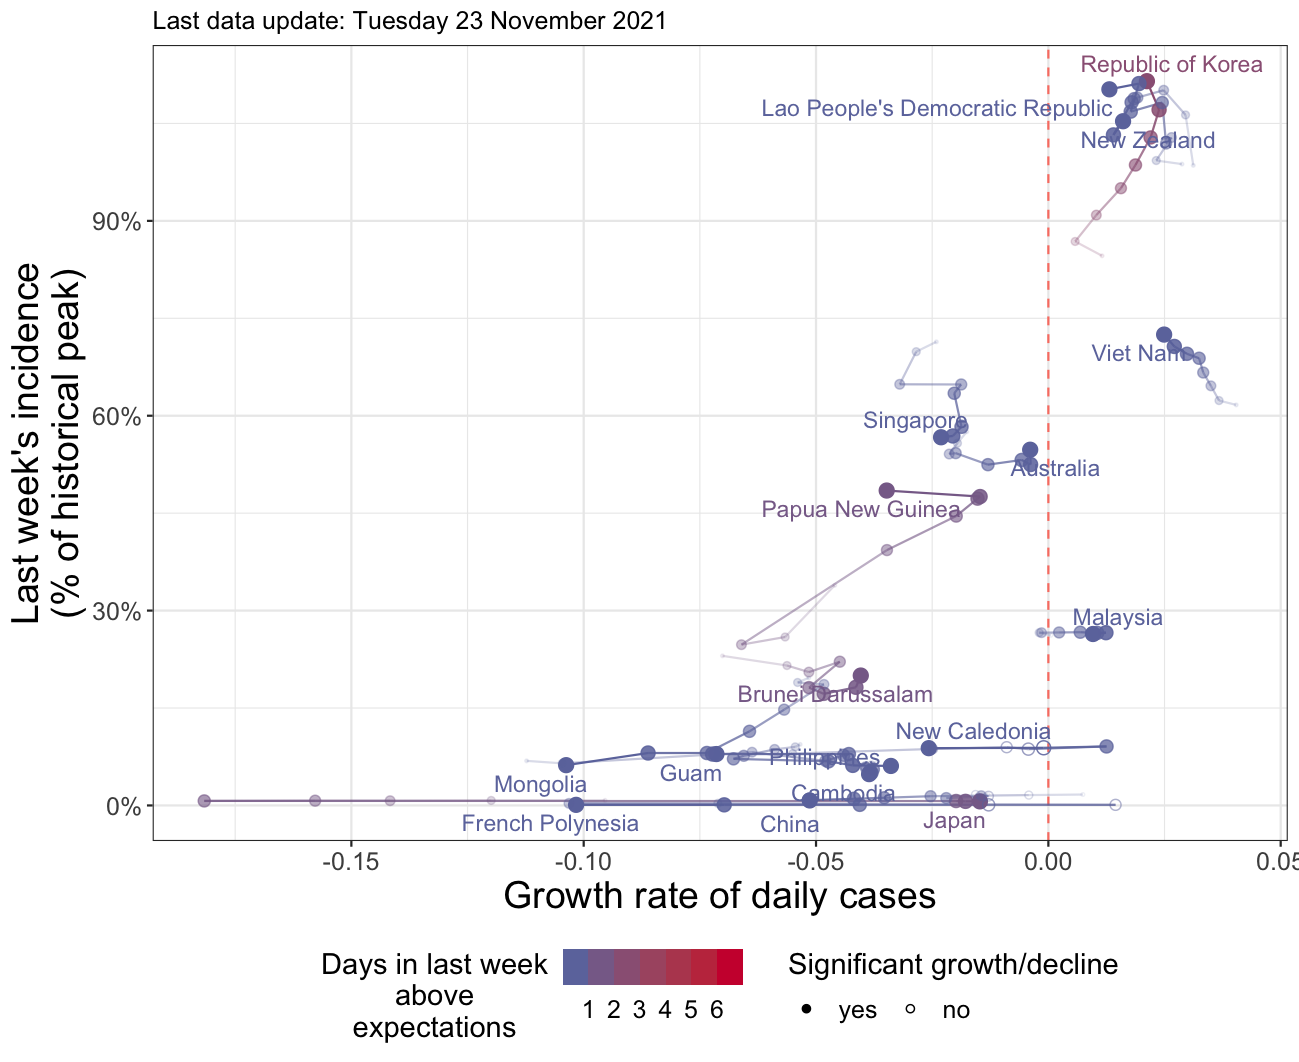 Last data update: Tuesday 23 November 2021
Republic of Korea
Lao People's Democratic Republic
New Zealand
90%
Viet Nam
60%
Singapore
Australia
Papua New Guinea
Last week's incidence
(% of historical peak)
30%
Malaysia
Brunei Darussalam
New Caledonia
Philippines
Guam
Mongolia
Cambodia
0%
French Polynesia
China
Japan
-0.15
-0.10
-0.05
0.00
0.05
Growth rate of daily cases
Days in last week
above
expectations
1 2 3 4 5 6
Significant growth/decline
yes
no